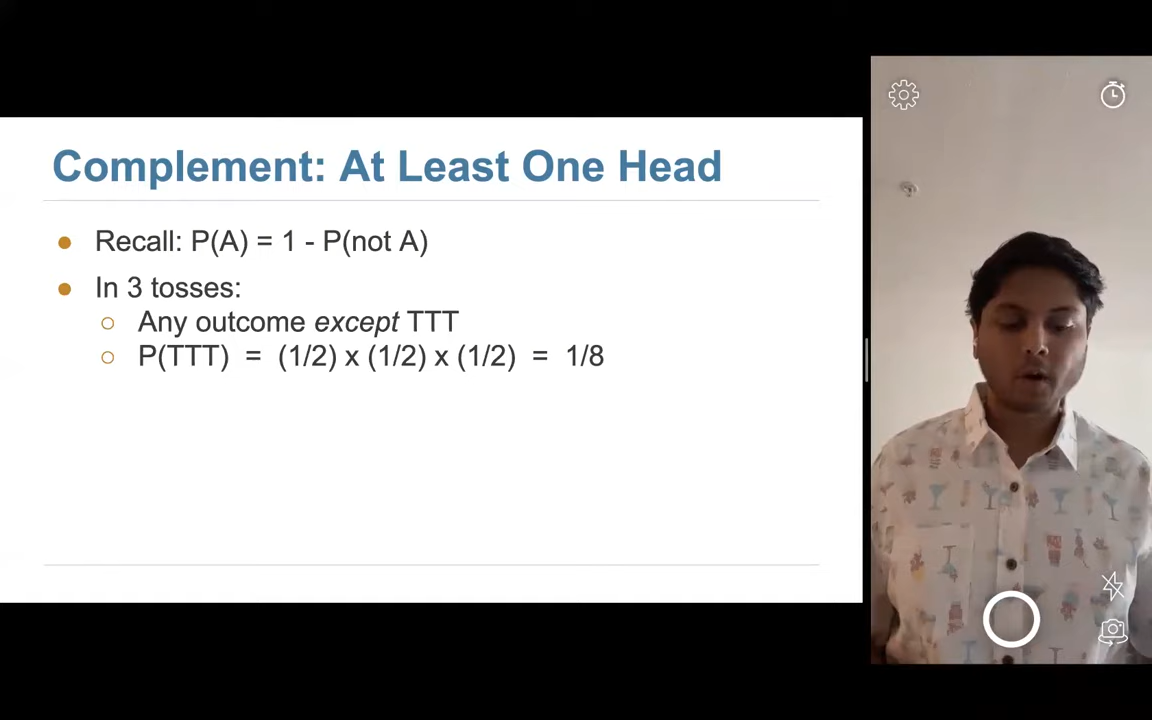 Complement: At Least One Head
● Recall: P(A) = 1 - P(not A)
● In 3 tosses:
○ Any outcome except TTT
○ P(TTT) = (1/2) x (1/2) x (1/2) = 1/8